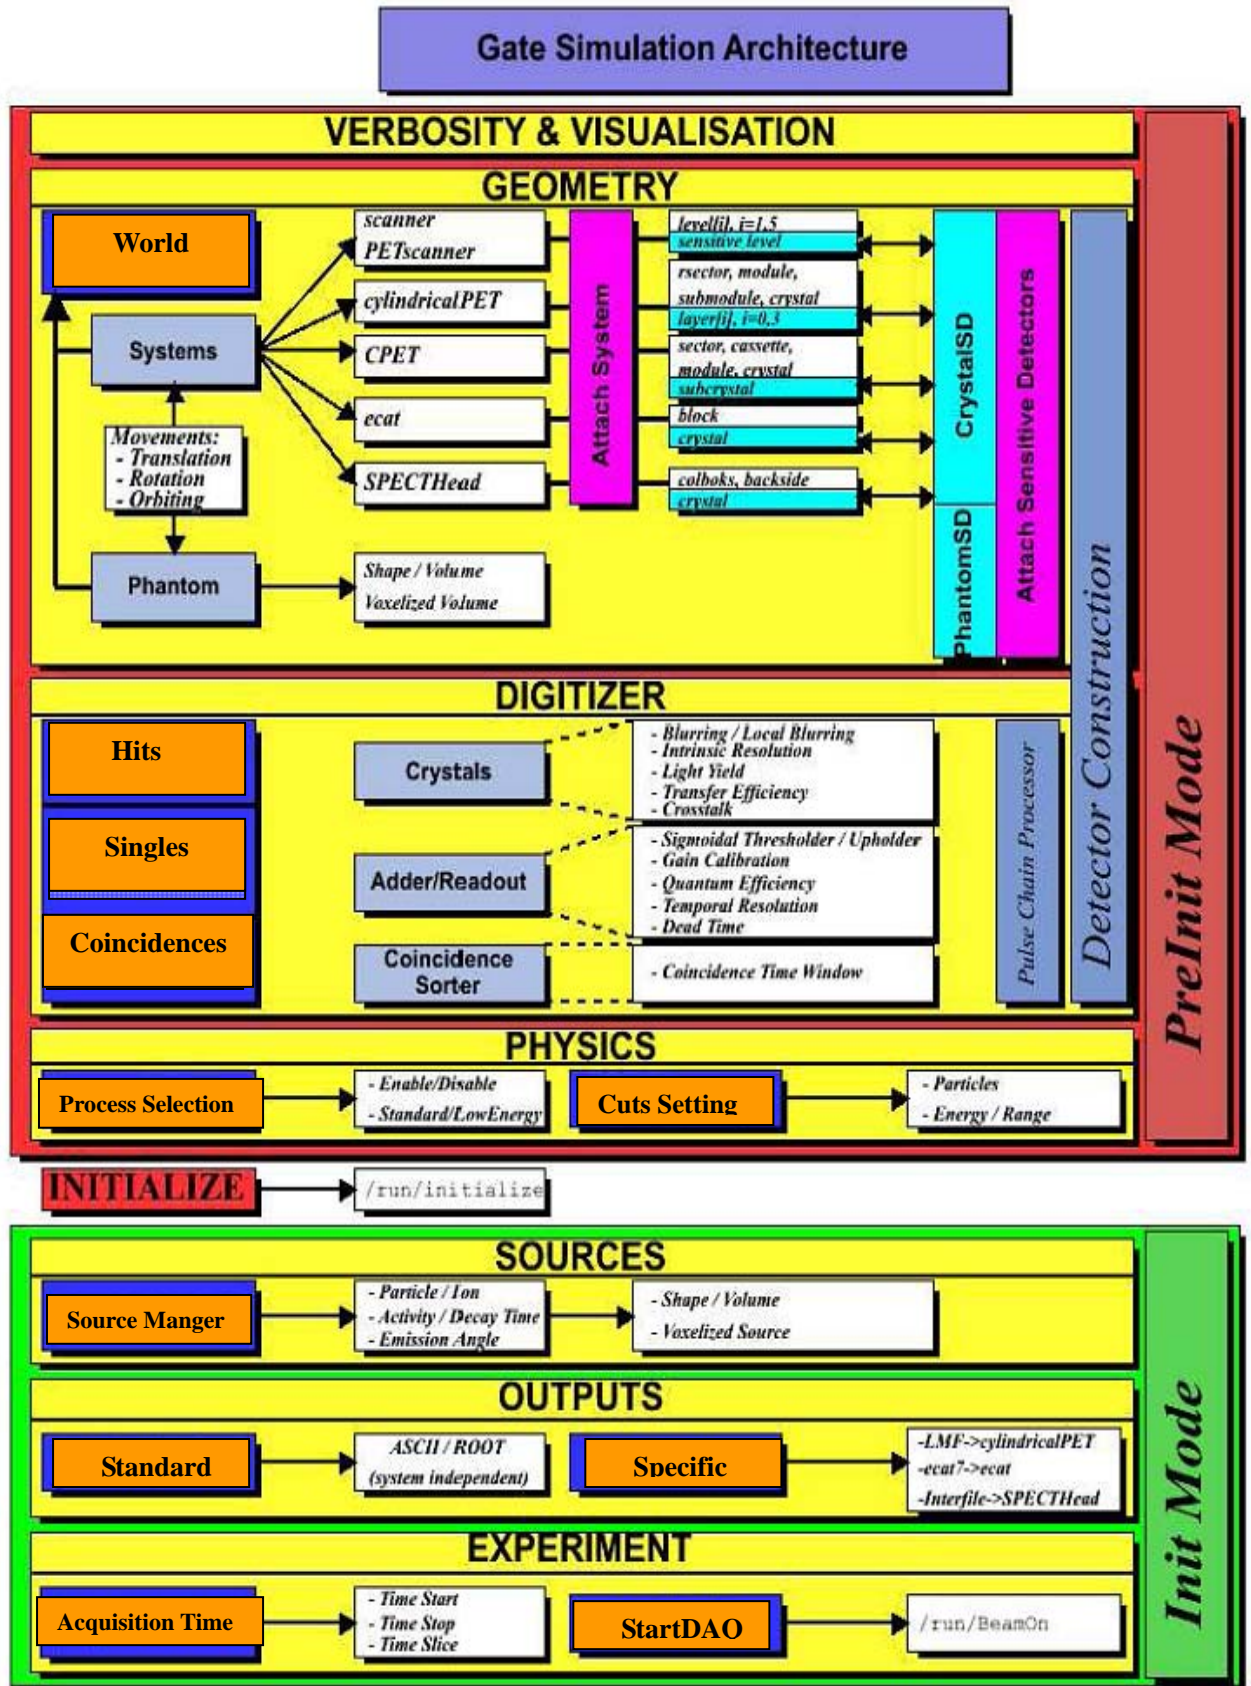 Gate Simulation Architecture
VERBOSITY & VISUALISATION
GEOMETRY
World
Systems
Movements:
- Translation
- Rotation
- Orbiting
Phantom
scanner
PETscanner
cylindricalPET
CPET
ecat
SPECTHead
Shape / Volume
Voxelized Volume
Attach System
level[i], i=1,5
sensitive level
rsector, module,
submodule, crystal
layer[i], i=0,3
sector, cassette,
module, crystal
subcrystal
block
crystal
colboks, backside
crystal
CrystalSD
PhantomSD
Attach Sensitive Detectors
Detector Construction
PreInit Mode
DIGITIZER
Hits
Singles
Coincidences
Crystals
- Blurring / Local Blurring
- Intrinsic Resolution
- Light Yield
- Transfer Efficiency
- Crosstalk
Adder/Readout
- Sigmoidal Thresholder / Upholder
- Gain Calibration
- Quantum Efficiency
- Temporal Resolution
- Dead Time
Coincidence
Sorter
- Coincidence Time Window
Pulse Chain Processor
PHYSICS
Process Selection
- Enable/Disable
- Standard/LowEnergy
Cuts Setting
- Particles
- Energy / Range
INITIALIZE
/run/initialize
SOURCES
Source Manger
- Particle / Ion
- Activity / Decay Time
- Emission Angle
- Shape / Volume
- Voxelized Source
OUTPUTS
Standard
ASCII / ROOT
(system independent)
Specific
-LMF->cylindricalPET
-ecat7->ecat
-Interfile->SPECTHead
EXPERIMENT
Acquisition Time
- Time Start
- Time Stop
- Time Slice
StartDAO
/run/BeamOn
Init Mode